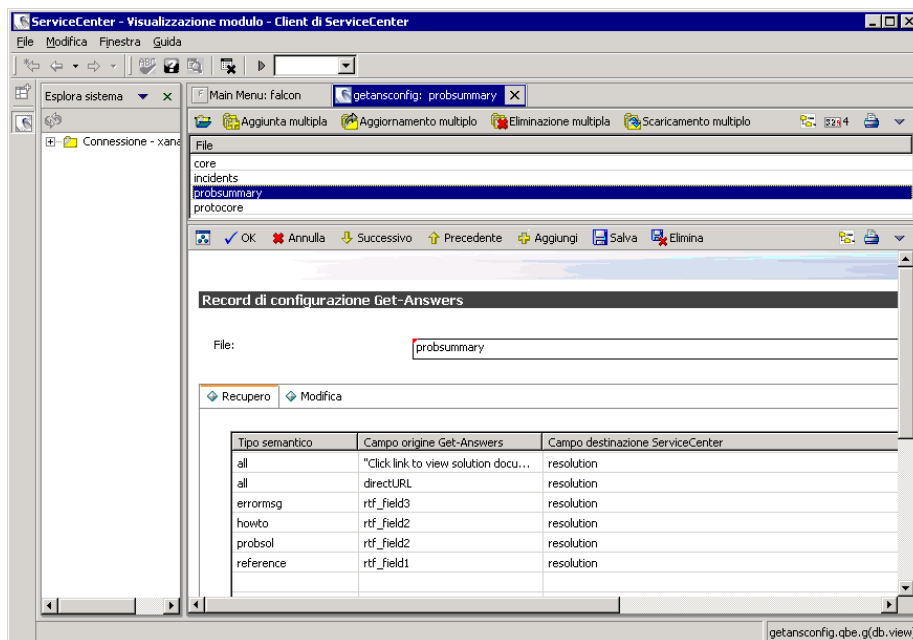 ServiceCenter - Visualizzazione modulo - Client di ServiceCenter
File Modifica Finestra Guida
Esplora sistema
Main Menu: falcon
getansconfig: probsummary
Aggiunta multipla Aggiornamento multiplo Eliminazione multipla Scaricamento multiplo
Connessione - xana
File
core
incidents
probsummary
protocore
OK Annulla Successivo Precedente Aggiungi Salva Elimina
Record di configurazione Get-Answers
File: probsummary
Recupero Modifica
Tipo semantico Campo origine Get-Answers Campo destinazione ServiceCenter
all "Click link to view solution docu... resolution
all directURL resolution
errormsg rtf_field3 resolution
howto rtf_field2 resolution
probsol rtf_field2 resolution
reference rtf_field1 resolution
getansconfig.qbe.g(db.view)